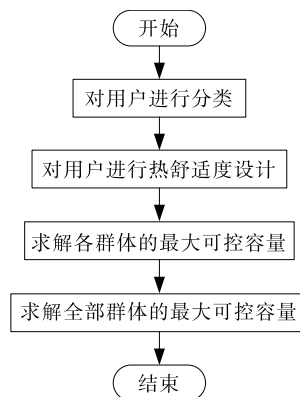 开始
对用户进行分类
对用户进行热舒适度设计
求解各群体的最大可控容量
求解全部群体的最大可控容量
结束